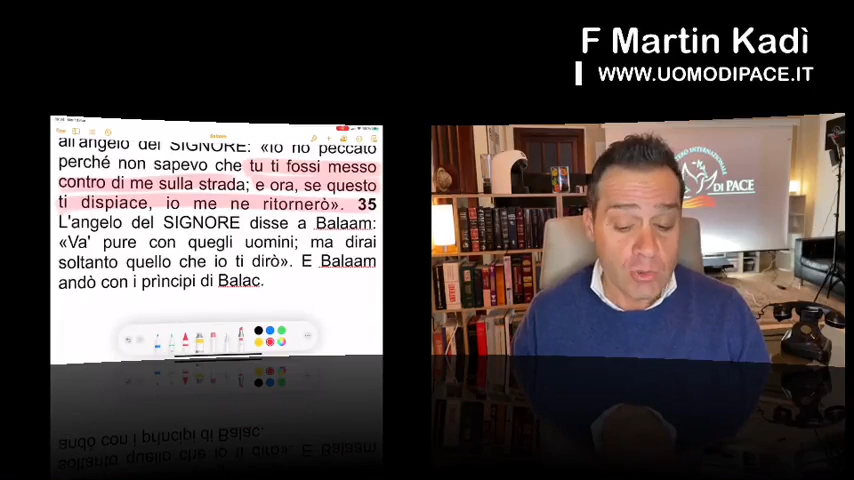 F Martin Kadì
WWW.UOMODIPACE.IT
Balaam
all'angelo del SIGNORE: «Io ho peccato
perché non sapevo che tu ti fossi messo
contro di me sulla strada; e ora, se questo
ti dispiace, io me ne ritornerò». 35
L'angelo del SIGNORE disse a Balaam:
«Va' pure con quegli uomini; ma dirai
soltanto quello che io ti dirò». E Balaam
andò con i prìncipi di Balac.
INTERNAZIONALE
DI PACE